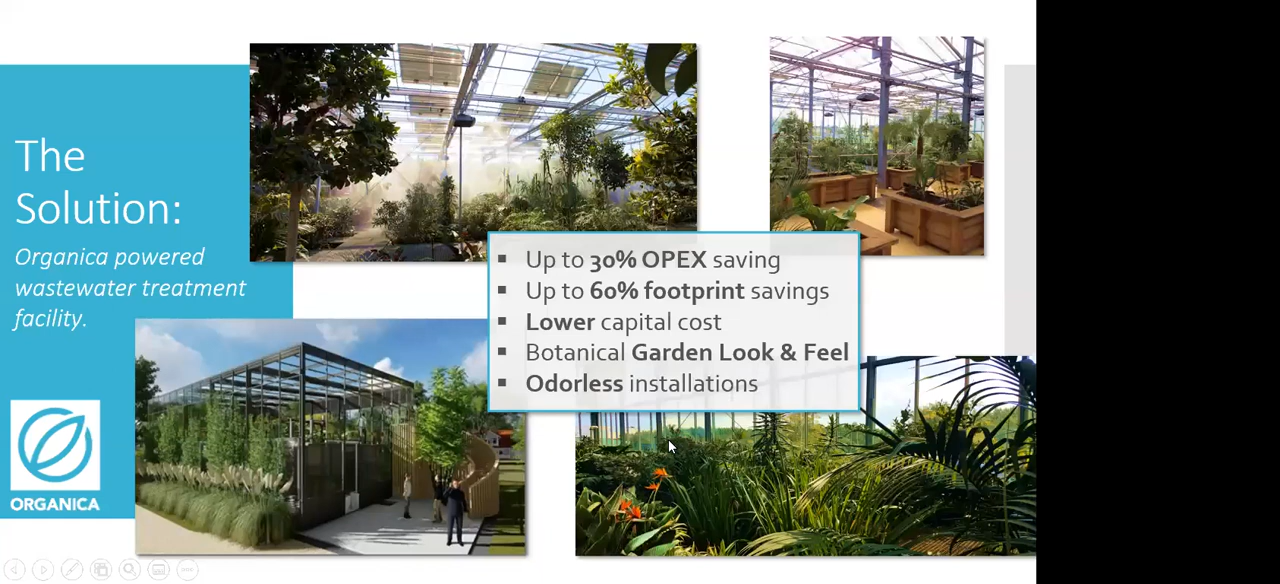 The
Solution:
Organica powered
wastewater treatment
facility.
▪ Up to 30% OPEX saving
▪ Up to 60% footprint savings
▪ Lower capital cost
▪ Botanical Garden Look & Feel
▪ Odorless installations
ORGANICA